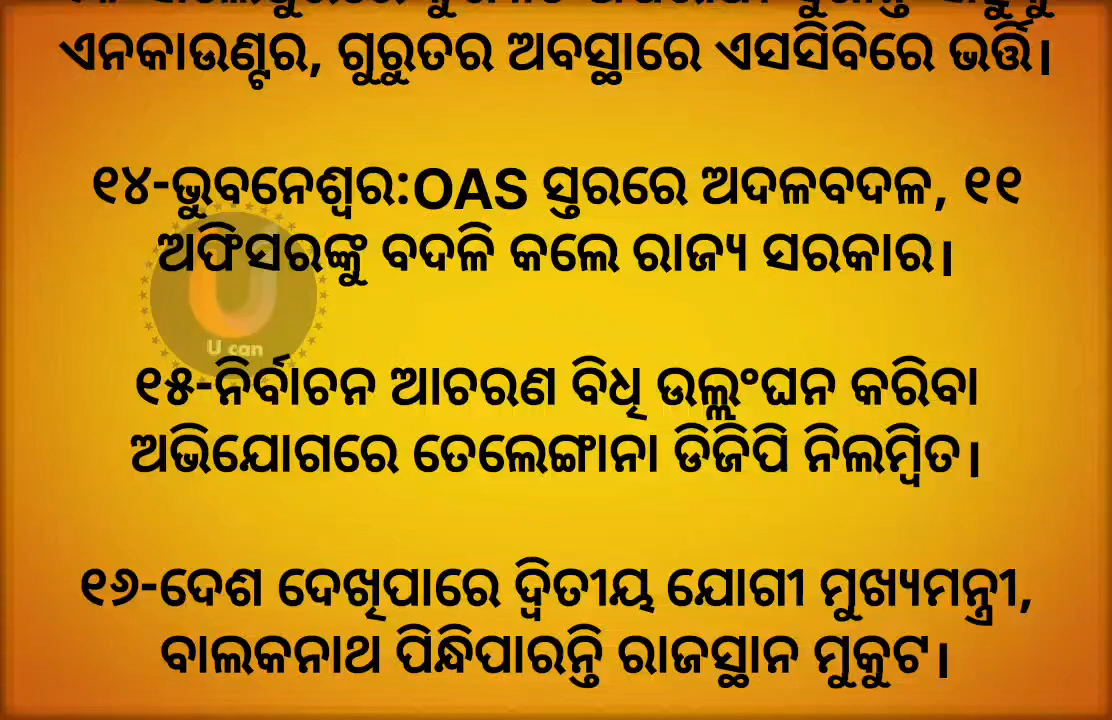 ଏନକାଉଣ୍ଟର, ଗୁରୁତର ଅବସ୍ଥାରେ ଏସସିବିରେ ଭର୍ତ୍ତି।
୧୪-ଭୁବନେଶ୍ୱର:OAS ସ୍ତରରେ ଅଦଳବଦଳ, ୧୧
ଅଫିସରଙ୍କୁ ବଦଳି କଲେ ରାଜ୍ୟ ସରକାର।
U can
୧୫-ନିର୍ବାଚନ ଆଚରଣ ବିଧି ଉଲ୍ଲଂଘନ କରିବା
ଅଭିଯୋଗରେ ତେଲେଙ୍ଗାନା ଡିଜିପି ନିଲମ୍ବିତ।
୧୬-ଦେଶ ଦେଖିପାରେ ଦ୍ୱିତୀୟ ଯୋଗୀ ମୁଖ୍ୟମନ୍ତ୍ରୀ,
ବାଲକନାଥ ପିନ୍ଧିପାରନ୍ତି ରାଜସ୍ଥାନ ମୁକୁଟ।